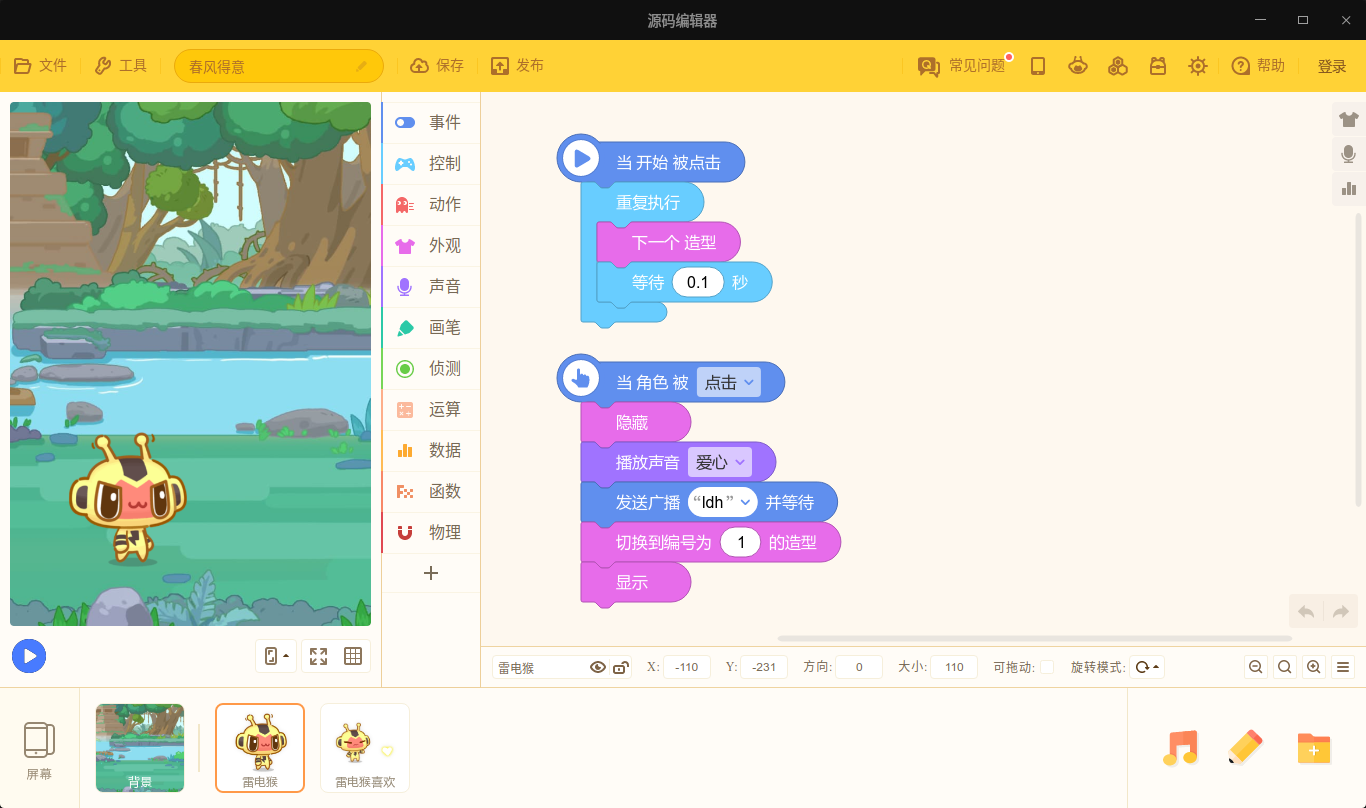 源码编辑器
文件
工具
春风得意
保存
发布
常见问题
帮助
登录
事件
控制
动作
外观
声音
画笔
侦测
运算
数据
函数
物理
当 开始 被点击
重复执行
下一个 造型
等待 0.1 秒
当 角色 被 点击
隐藏
播放声音 爱心
发送广播 “ldh” 并等待
切换到编号为 1 的造型
显示
雷电猴 X: -110 Y: -231 方向: 0 大小: 110 可拖动: 旋转模式:
屏幕
背景
雷电猴
雷电猴喜欢